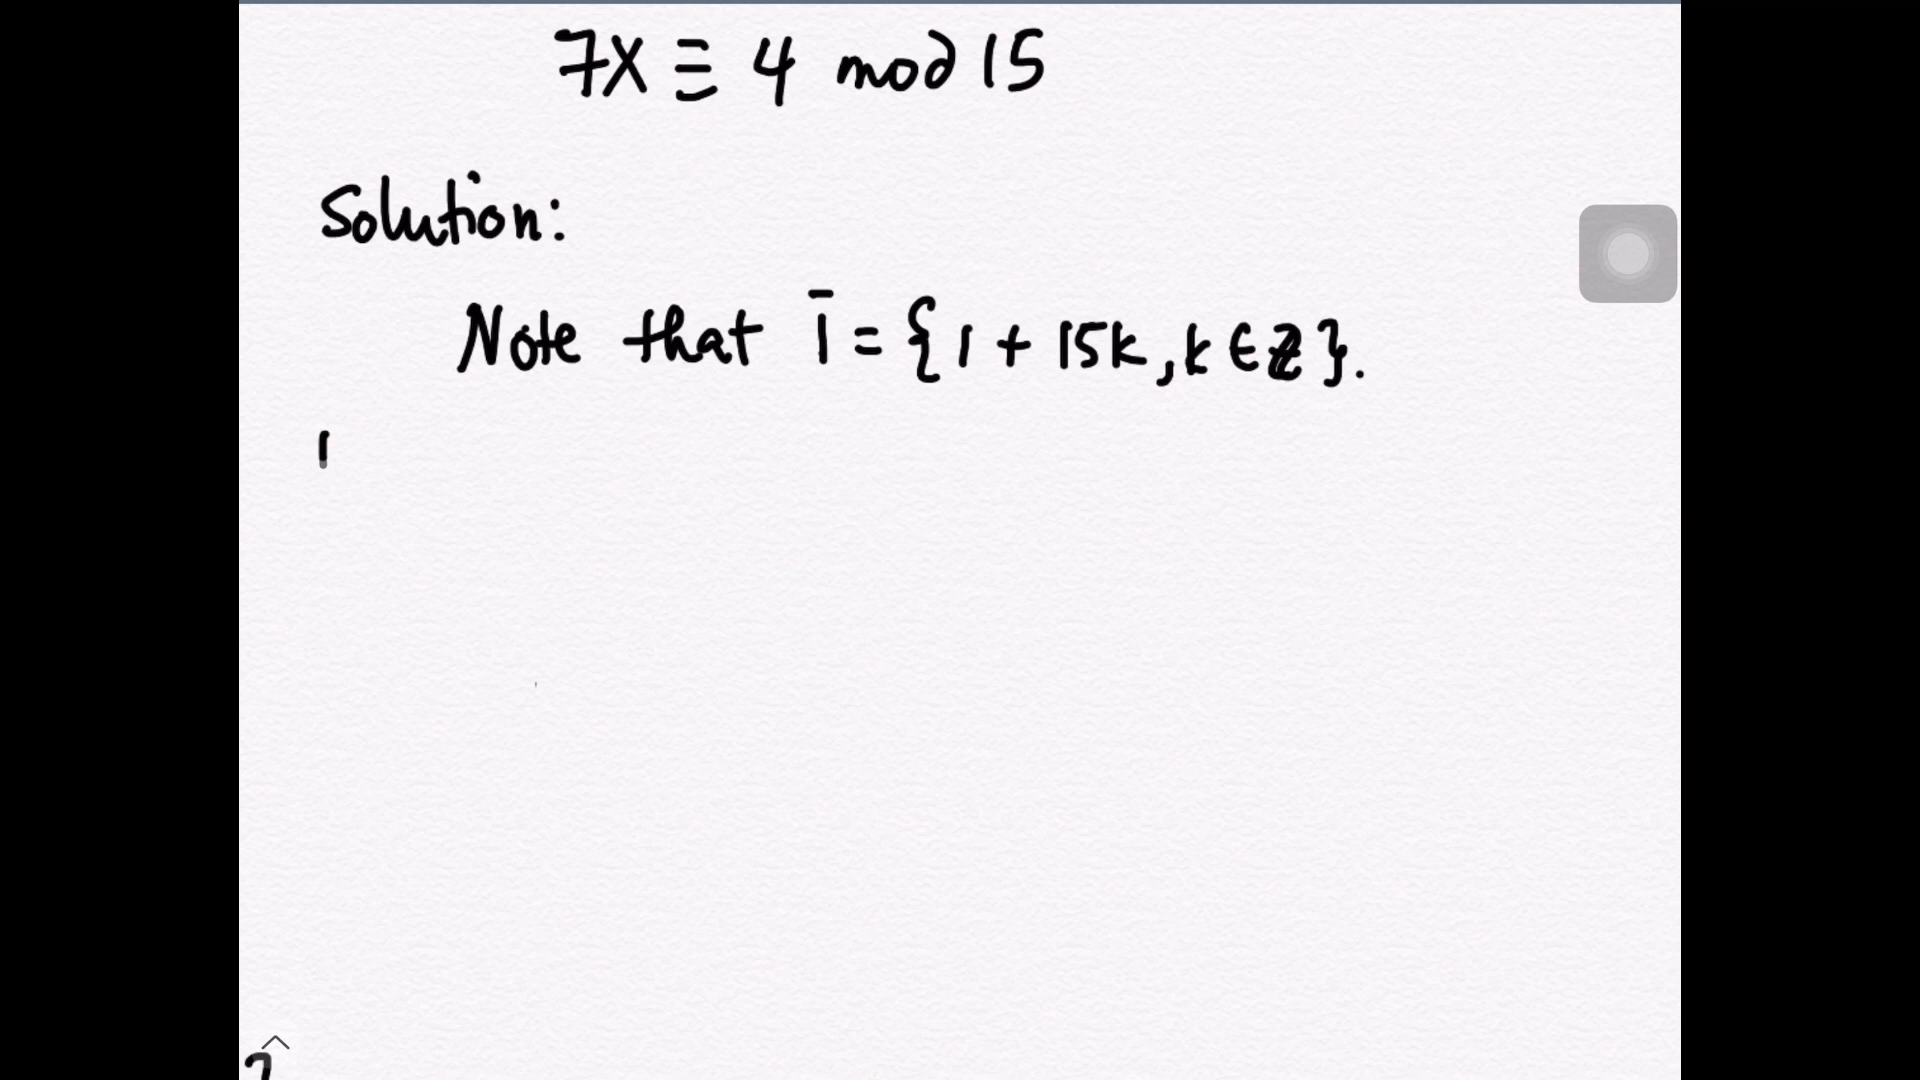 7X ≡ 4 mod 15
Solution:
Note that 1̄ = {1 + 15k, k ∈ ℤ}.